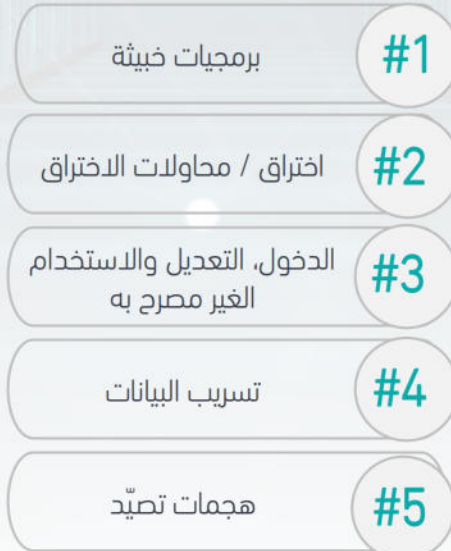 #1
برمجيات خبيثة
#2
اختراق / محاولات الاختراق
#3
الدخول، التعديل والاستخدام
الغير مصرح به
#4
تسريب البيانات
#5
هجمات تصيّد